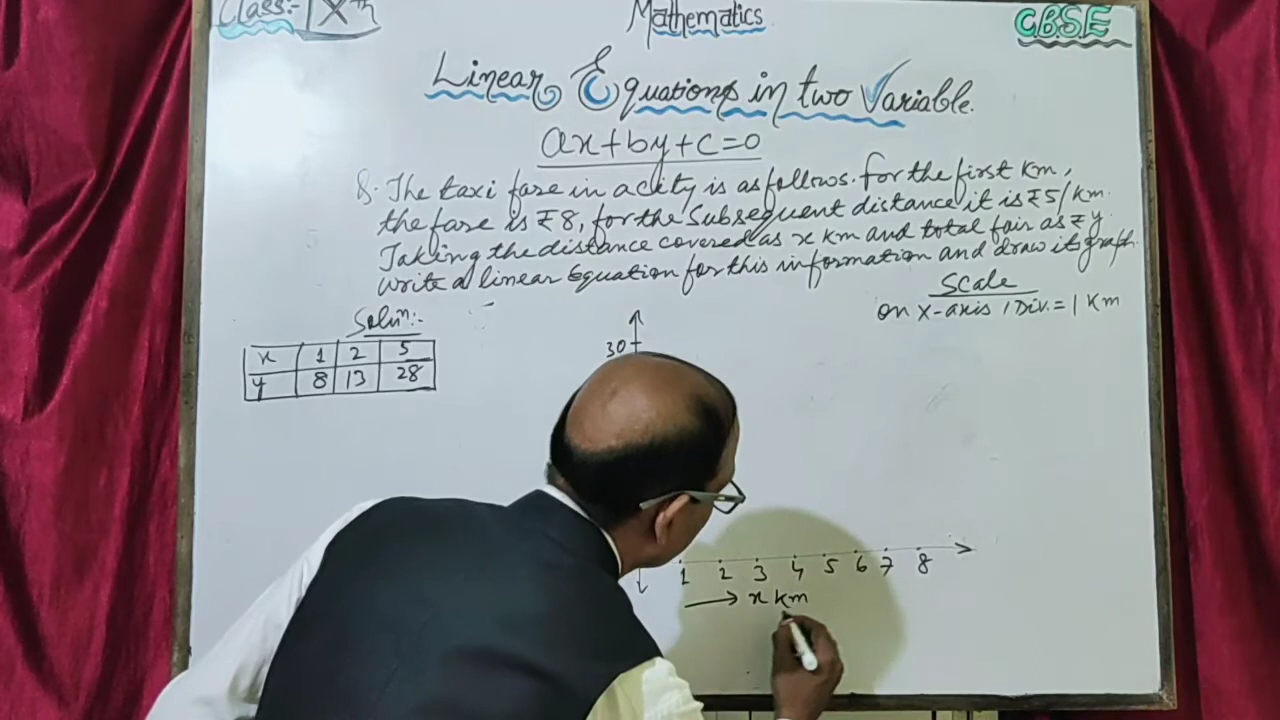 Class:- Xth
Mathematics
C.B.S.E
Linear Equations in two Variable.
ax+by+c=0
Q. The taxi fare in a city is as follows. for the first Km,
the fare is ₹8, for the Subsequent distance it is ₹5/km.
Taking the distance covered as x km and total fair as ₹y.
write a linear Equation for this information and draw its graph.
Scale
on x-axis 1 Div. = 1 Km
Solun:-
x 1 2 5
y 8 13 28
30
1 2 3 4 5 6 7 8
x km